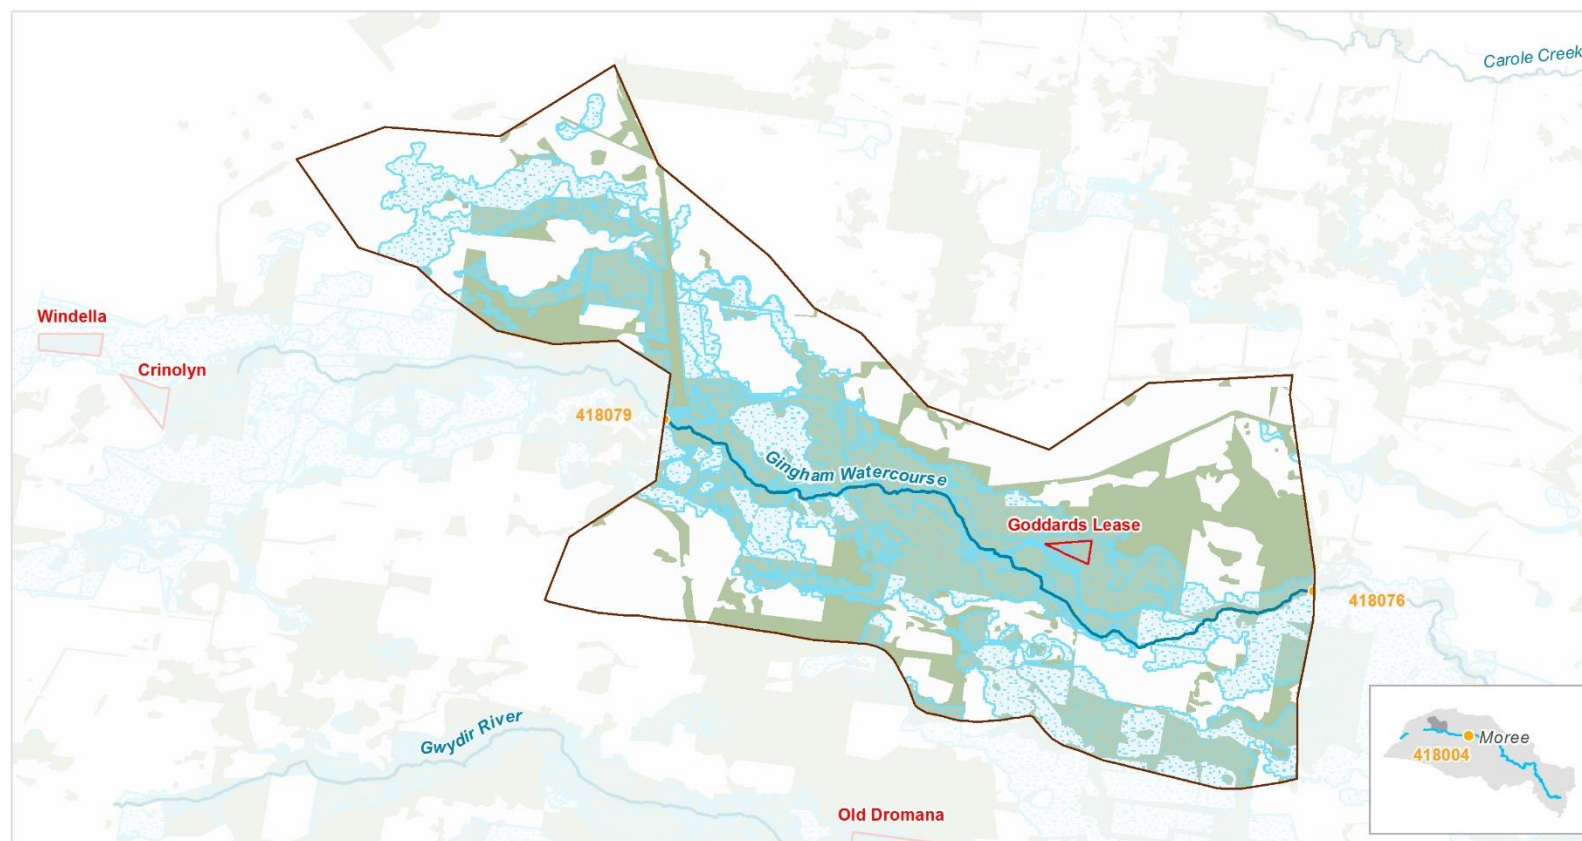 Carole Creek
Windella
Crinolyn
418079
Gingham Watercourse
Goddards Lease
418076
Gwydir River
Moree
418004
Old Dromana